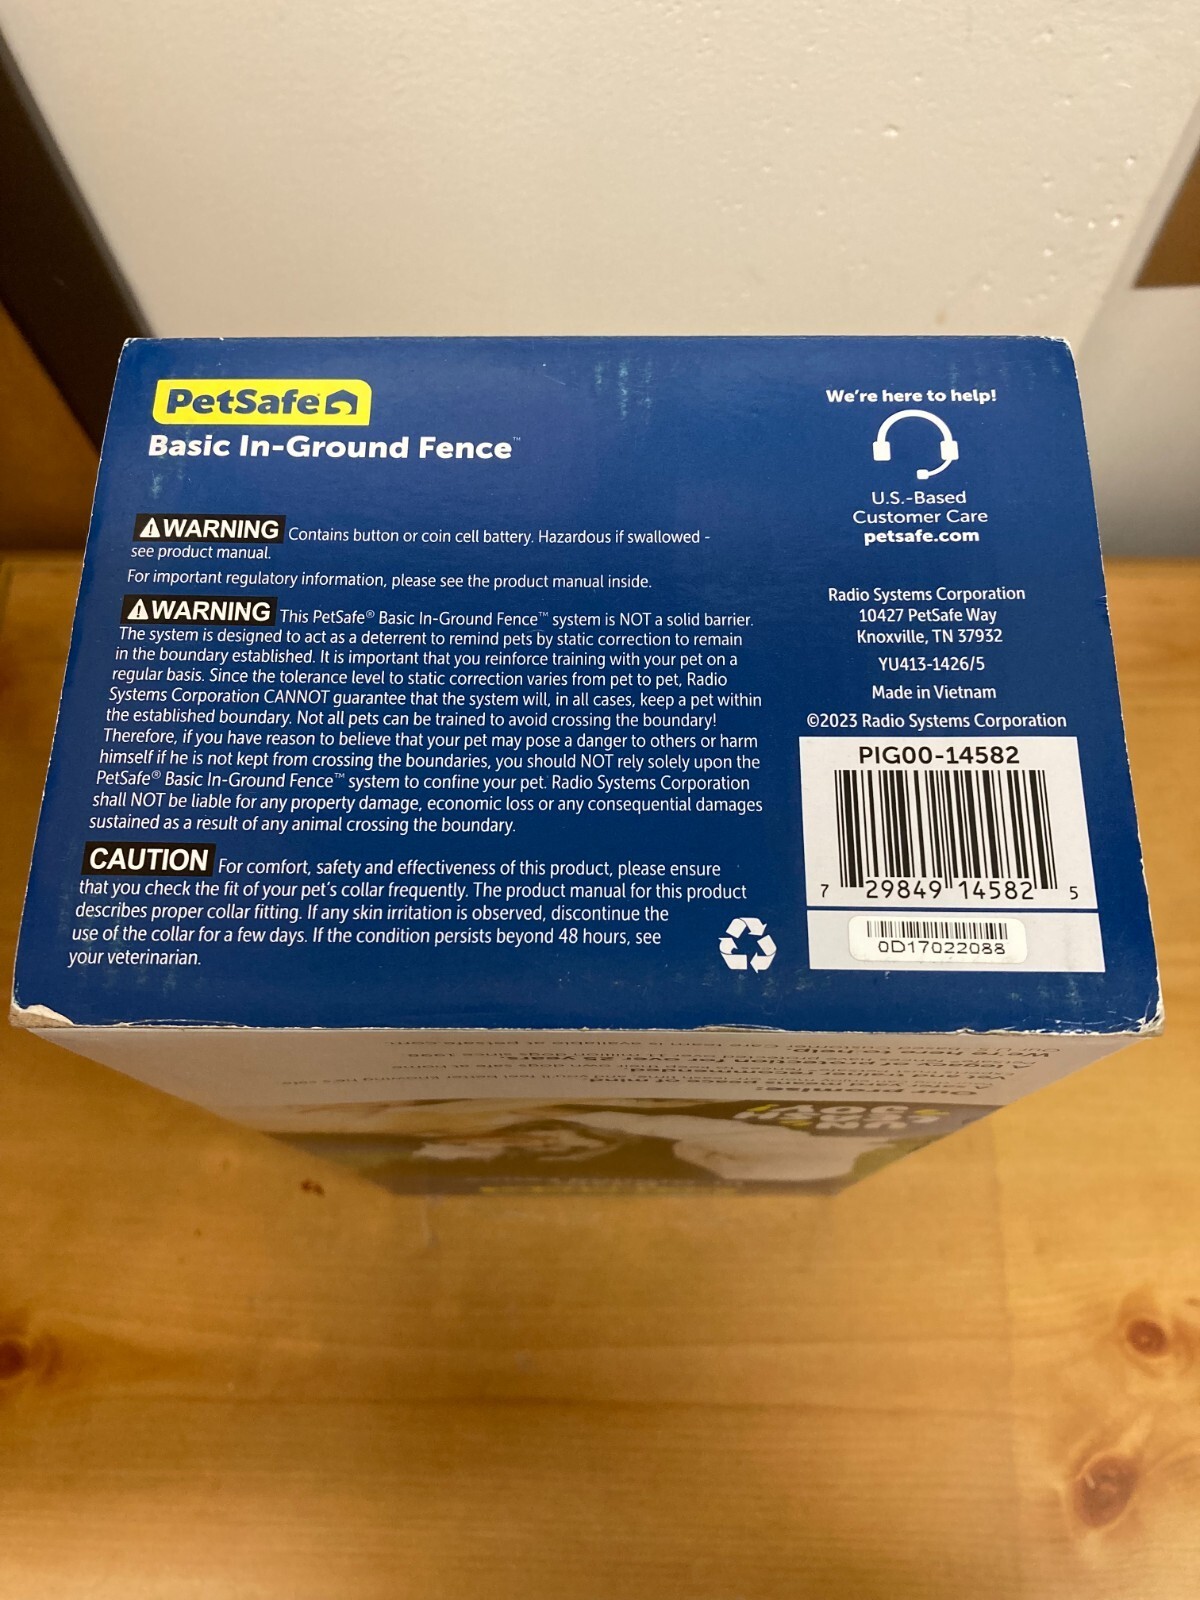 PetSafe
Basic In-Ground Fence™
WARNING Contains button or coin cell battery. Hazardous if swallowed -
see product manual.
For important regulatory information, please see the product manual inside.
WARNING This PetSafe® Basic In-Ground Fence™ system is NOT a solid barrier.
The system is designed to act as a deterrent to remind pets by static correction to remain
in the boundary established. It is important that you reinforce training with your pet on a
regular basis. Since the tolerance level to static correction varies from pet to pet, Radio
Systems Corporation CANNOT guarantee that the system will, in all cases, keep a pet within
the established boundary. Not all pets can be trained to avoid crossing the boundary!
Therefore, if you have reason to believe that your pet may pose a danger to others or harm
himself if he is not kept from crossing the boundaries, you should NOT rely solely upon the
PetSafe® Basic In-Ground Fence™ system to confine your pet. Radio Systems Corporation
shall NOT be liable for any property damage, economic loss or any consequential damages
sustained as a result of any animal crossing the boundary.
CAUTION For comfort, safety and effectiveness of this product, please ensure
that you check the fit of your pet's collar frequently. The product manual for this product
describes proper collar fitting. If any skin irritation is observed, discontinue the
use of the collar for a few days. If the condition persists beyond 48 hours, see
your veterinarian.
We're here to help!
U.S.-Based
Customer Care
petsafe.com
Radio Systems Corporation
10427 PetSafe Way
Knoxville, TN 37932
YU413-1426/5
Made in Vietnam
©2023 Radio Systems Corporation
PIG00-14582
7 29849 14582 5
0D17022088
Our promise:
We're here to help: